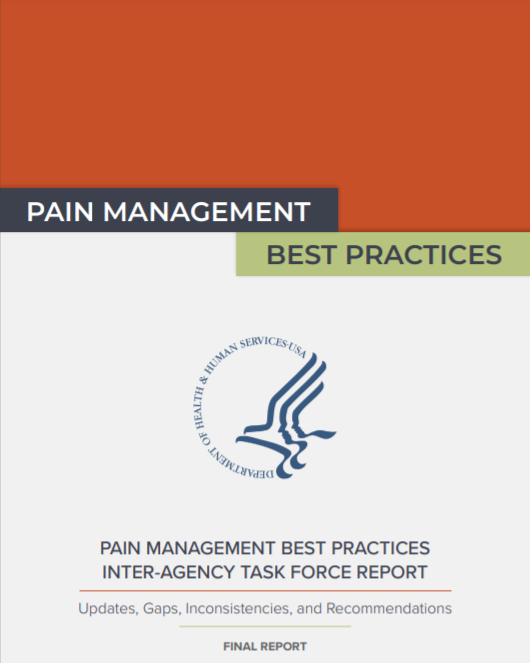 PAIN MANAGEMENT
BEST PRACTICES
DEPARTMENT OF HEALTH & HUMAN SERVICES·USA
PAIN MANAGEMENT BEST PRACTICES
INTER-AGENCY TASK FORCE REPORT
Updates, Gaps, Inconsistencies, and Recommendations
FINAL REPORT